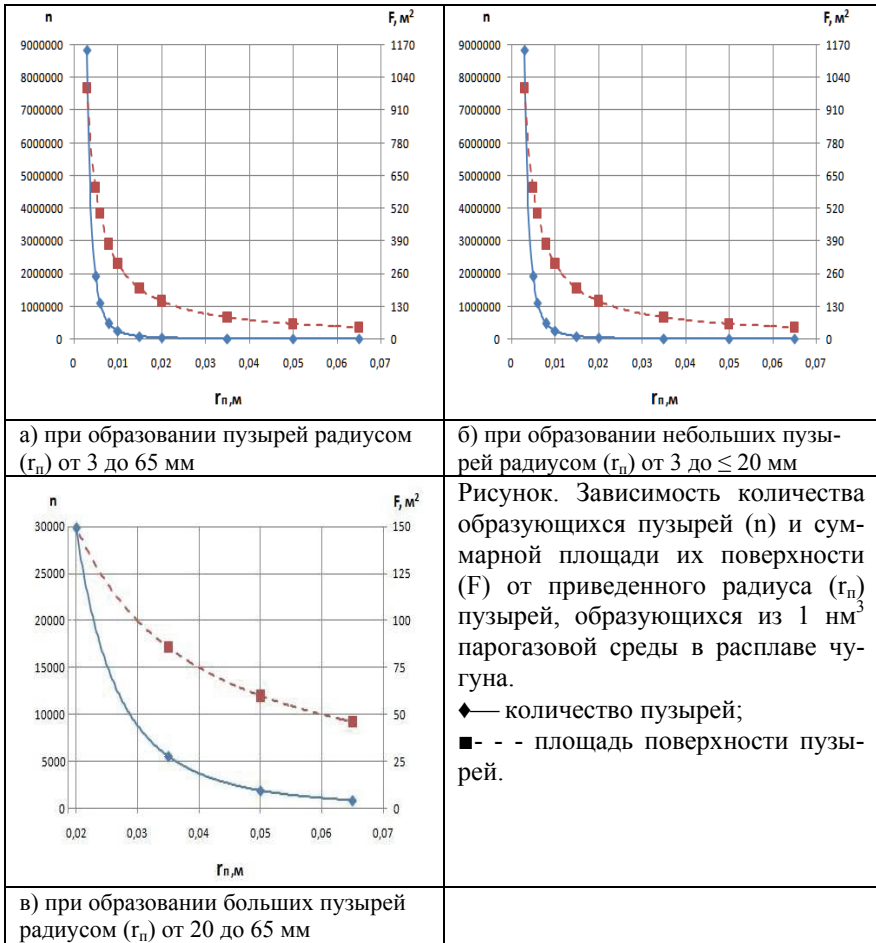 n F, м²
9000000 1170
8000000 1040
7000000 910
6000000 780
5000000 650
4000000 520
3000000 390
2000000 260
1000000 130
0 0
0 0,01 0,02 0,03 0,04 0,05 0,06 0,07
rп,м
n F, м²
9000000 1170
8000000 1040
7000000 910
6000000 780
5000000 650
4000000 520
3000000 390
2000000 260
1000000 130
0 0
0 0,01 0,02 0,03 0,04 0,05 0,06 0,07
rп,м
а) при образовании пузырей радиусом
(rп) от 3 до 65 мм
б) при образовании небольших пузы-
рей радиусом (rп) от 3 до ≤ 20 мм
n F, м²
30000 150
25000 125
20000 100
15000 75
10000 50
5000 25
0 0
0,02 0,03 0,04 0,05 0,06 0,07
rп,м
Рисунок. Зависимость количества
образующихся пузырей (n) и сум-
марной площади их поверхности
(F) от приведенного радиуса (rп)
пузырей, образующихся из 1 нм³
парогазовой среды в расплаве чу-
гуна.
♦— количество пузырей;
■- - - площадь поверхности пузы-
рей.
в) при образовании больших пузырей
радиусом (rп) от 20 до 65 мм